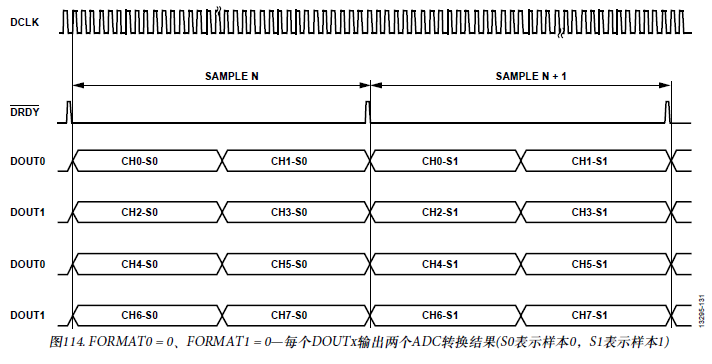 DCLK
SAMPLE N
SAMPLE N + 1
DRDY
DOUT0
CH0-S0
CH1-S0
CH0-S1
CH1-S1
DOUT1
CH2-S0
CH3-S0
CH2-S1
CH3-S1
DOUT0
CH4-S0
CH5-S0
CH4-S1
CH5-S1
DOUT1
CH6-S0
CH7-S0
CH6-S1
CH7-S1
13295-131
图114. FORMAT0 = 0、FORMAT1 = 0—每个DOUTx输出两个ADC转换结果(S0表示样本0，S1表示样本1)